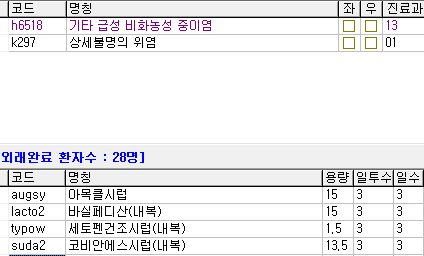 코드 명칭 좌 우 진료과
h6518 기타 급성 비화농성 중이염 13
k297 상세불명의 위염 01
외래완료 환자수 : 28명]
코드 명칭 용량 일투수 일수
augsy 아목클시럽 15 3 3
lacto2 바실페디산(내복) 15 3 3
typow 세토펜건조시럽(내복) 1.5 3 3
suda2 코비안에스시럽(내복) 13.5 3 3